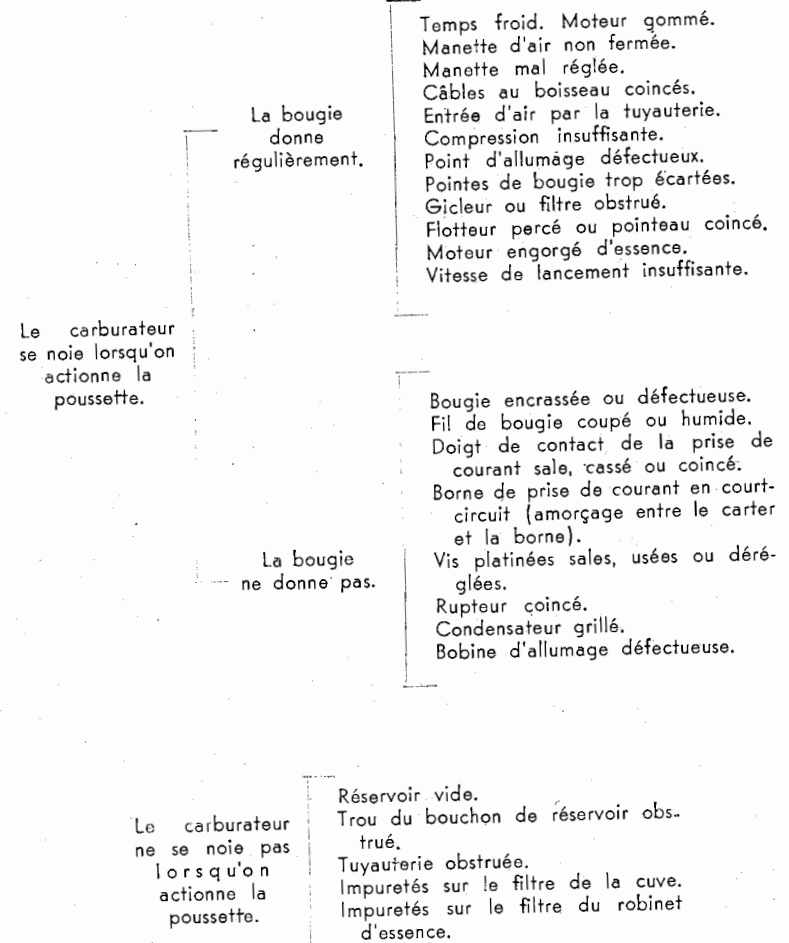 Temps froid. Moteur gommé.
Manette d'air non fermée.
Manette mal réglée.
Câbles au boisseau coincés.
Entrée d'air par la tuyauterie.
Compression insuffisante.
Point d'allumage défectueux.
Pointes de bougie trop écartées.
Gicleur ou filtre obstrué.
Flotteur percé ou pointeau coincé.
Moteur engorgé d'essence.
Vitesse de lancement insuffisante.
La bougie
donne
régulièrement.
Le carburateur
se noie lorsqu'on
actionne la
poussette.
Bougie encrassée ou défectueuse.
Fil de bougie coupé ou humide.
Doigt de contact de la prise de
courant sale, cassé ou coincé.
Borne de prise de courant en court-
circuit (amorçage entre le carter
et la borne).
Vis platinées sales, usées ou déré-
glées.
Rupteur coincé.
Condensateur grillé.
Bobine d'allumage défectueuse.
La bougie
ne donne pas.
Le carburateur
ne se noie pas
lorsqu'on
actionne la
poussette.
Réservoir vide.
Trou du bouchon de réservoir obs-
trué.
Tuyauterie obstruée.
Impuretés sur le filtre de la cuve.
Impuretés sur le filtre du robinet
d'essence.